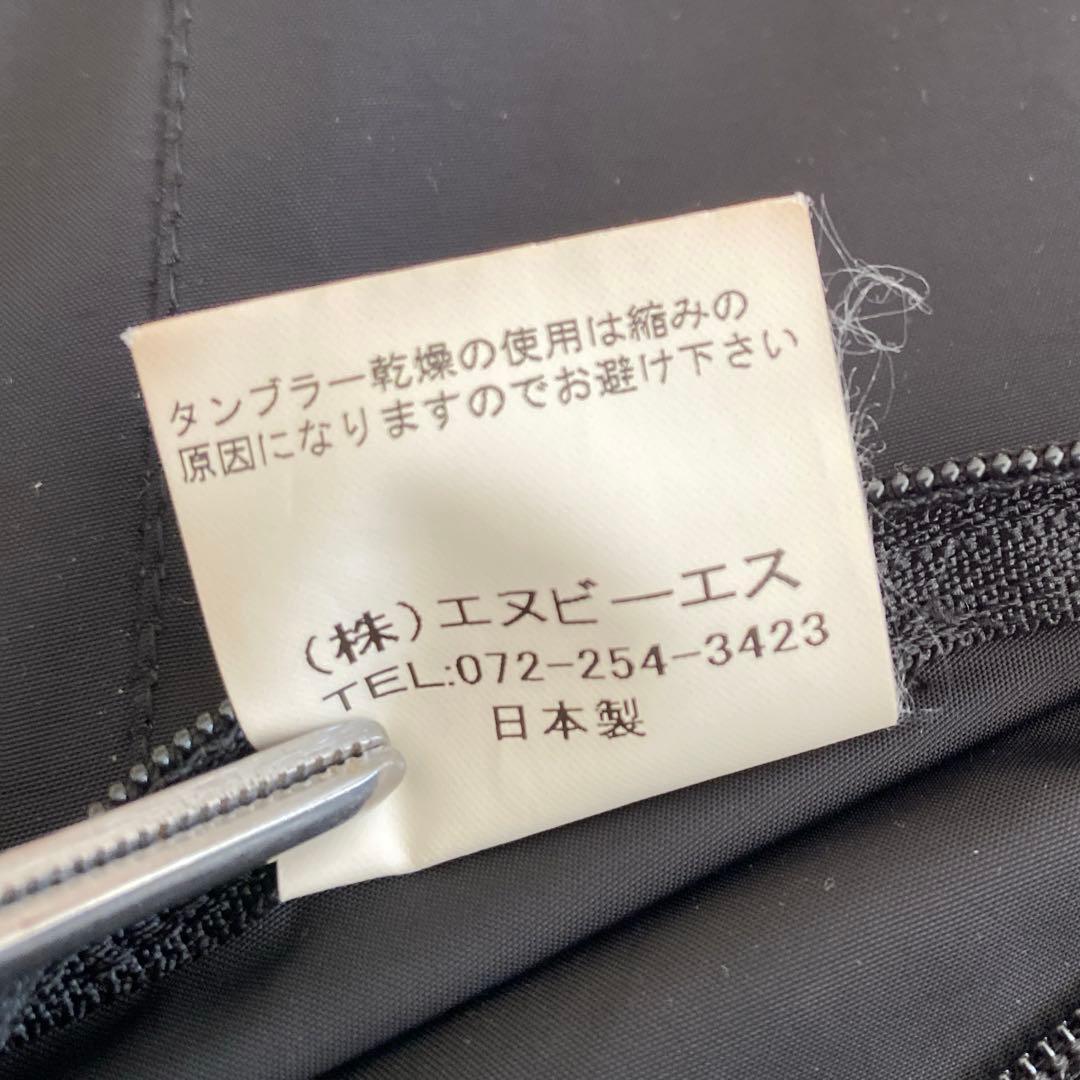 タンブラー乾燥の使用は縮みの
原因になりますのでお避け下さい
(株)エヌビーエス
TEL:072-254-3423
日本製